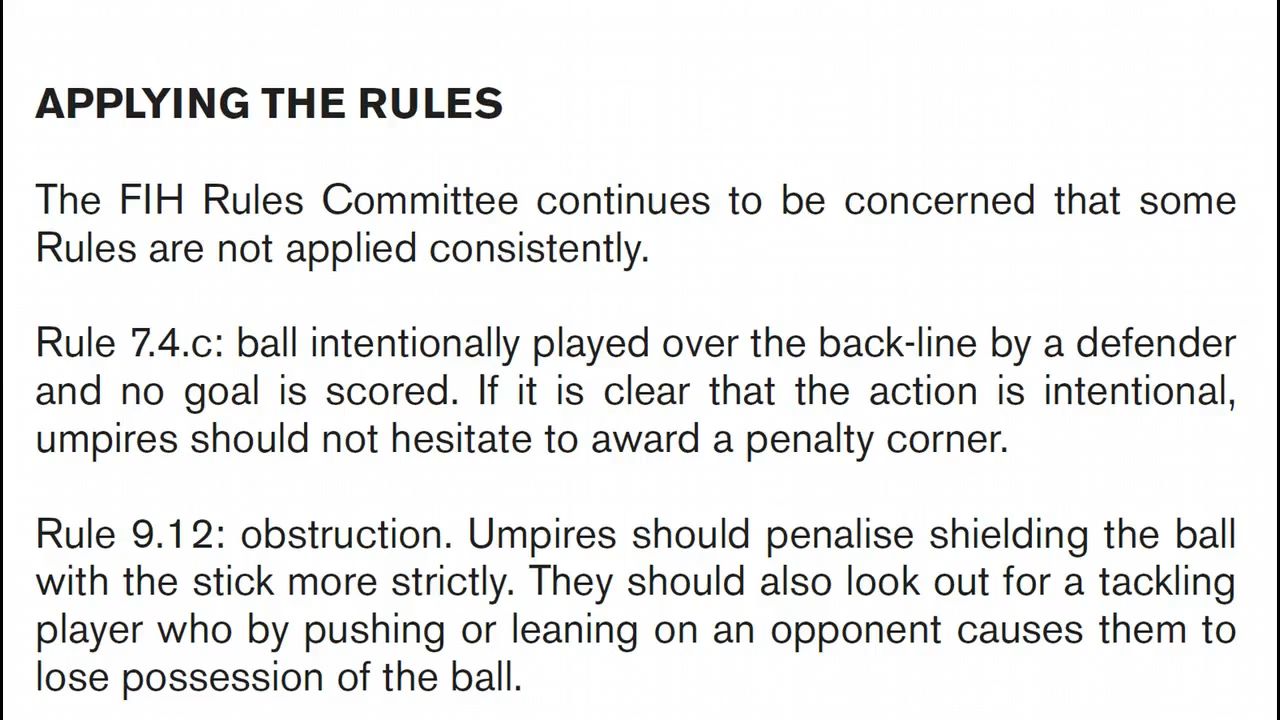 APPLYING THE RULES
The FIH Rules Committee continues to be concerned that some
Rules are not applied consistently.
Rule 7.4.c: ball intentionally played over the back-line by a defender
and no goal is scored. If it is clear that the action is intentional,
umpires should not hesitate to award a penalty corner.
Rule 9.12: obstruction. Umpires should penalise shielding the ball
with the stick more strictly. They should also look out for a tackling
player who by pushing or leaning on an opponent causes them to
lose possession of the ball.